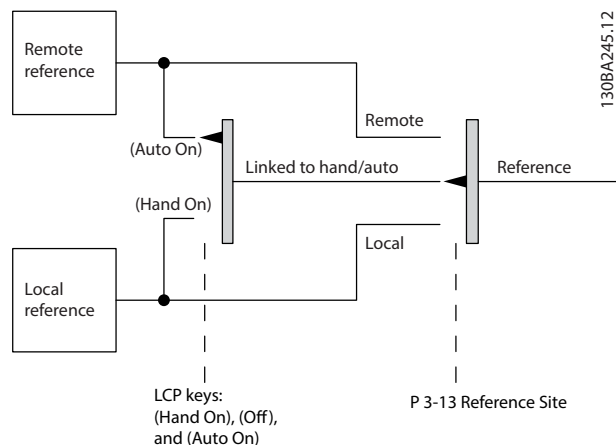 Remote
reference
130BA245.12
Remote
(Auto On)
Linked to hand/auto
Reference
(Hand On)
Local
Local
reference
LCP keys:
(Hand On), (Off),
and (Auto On)
P 3-13 Reference Site